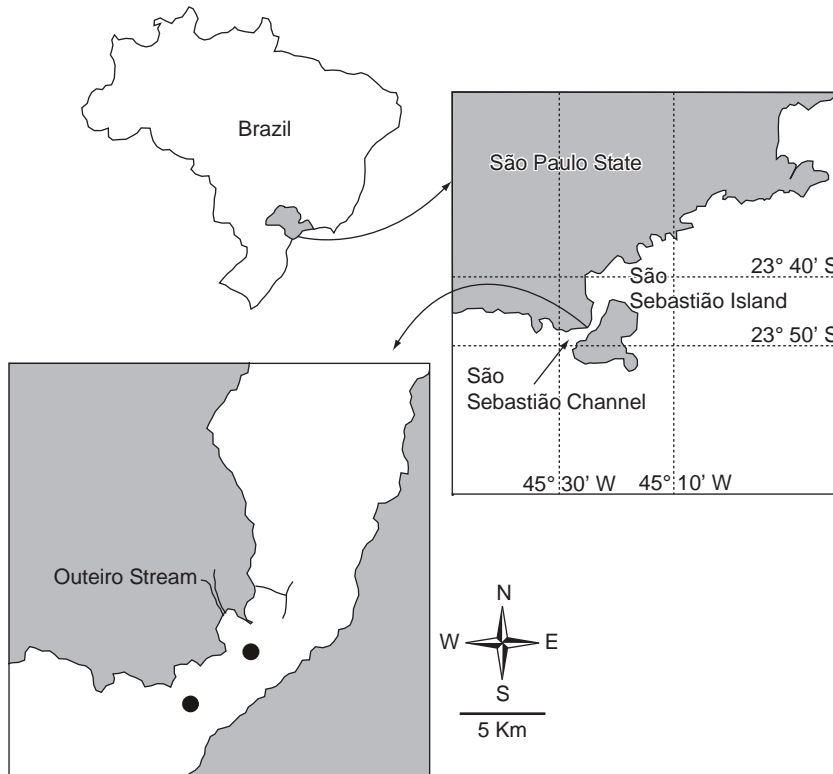 Brazil
São Paulo State
23° 40' S
São
Sebastião Island
23° 50' S
São
Sebastião Channel
45° 30' W
45° 10' W
Outeiro Stream
N
W
E
S
5 Km